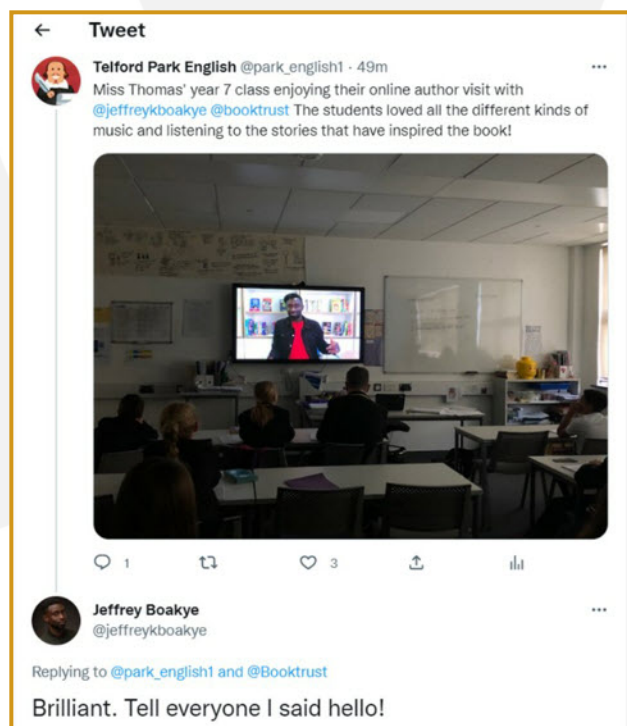 Tweet
Telford Park English @park_english1 · 49m
Miss Thomas' year 7 class enjoying their online author visit with
@jeffreykboakye @booktrust The students loved all the different kinds of
music and listening to the stories that have inspired the book!
1 3
Jeffrey Boakye
@jeffreykboakye
Replying to @park_english1 and @Booktrust
Brilliant. Tell everyone I said hello!